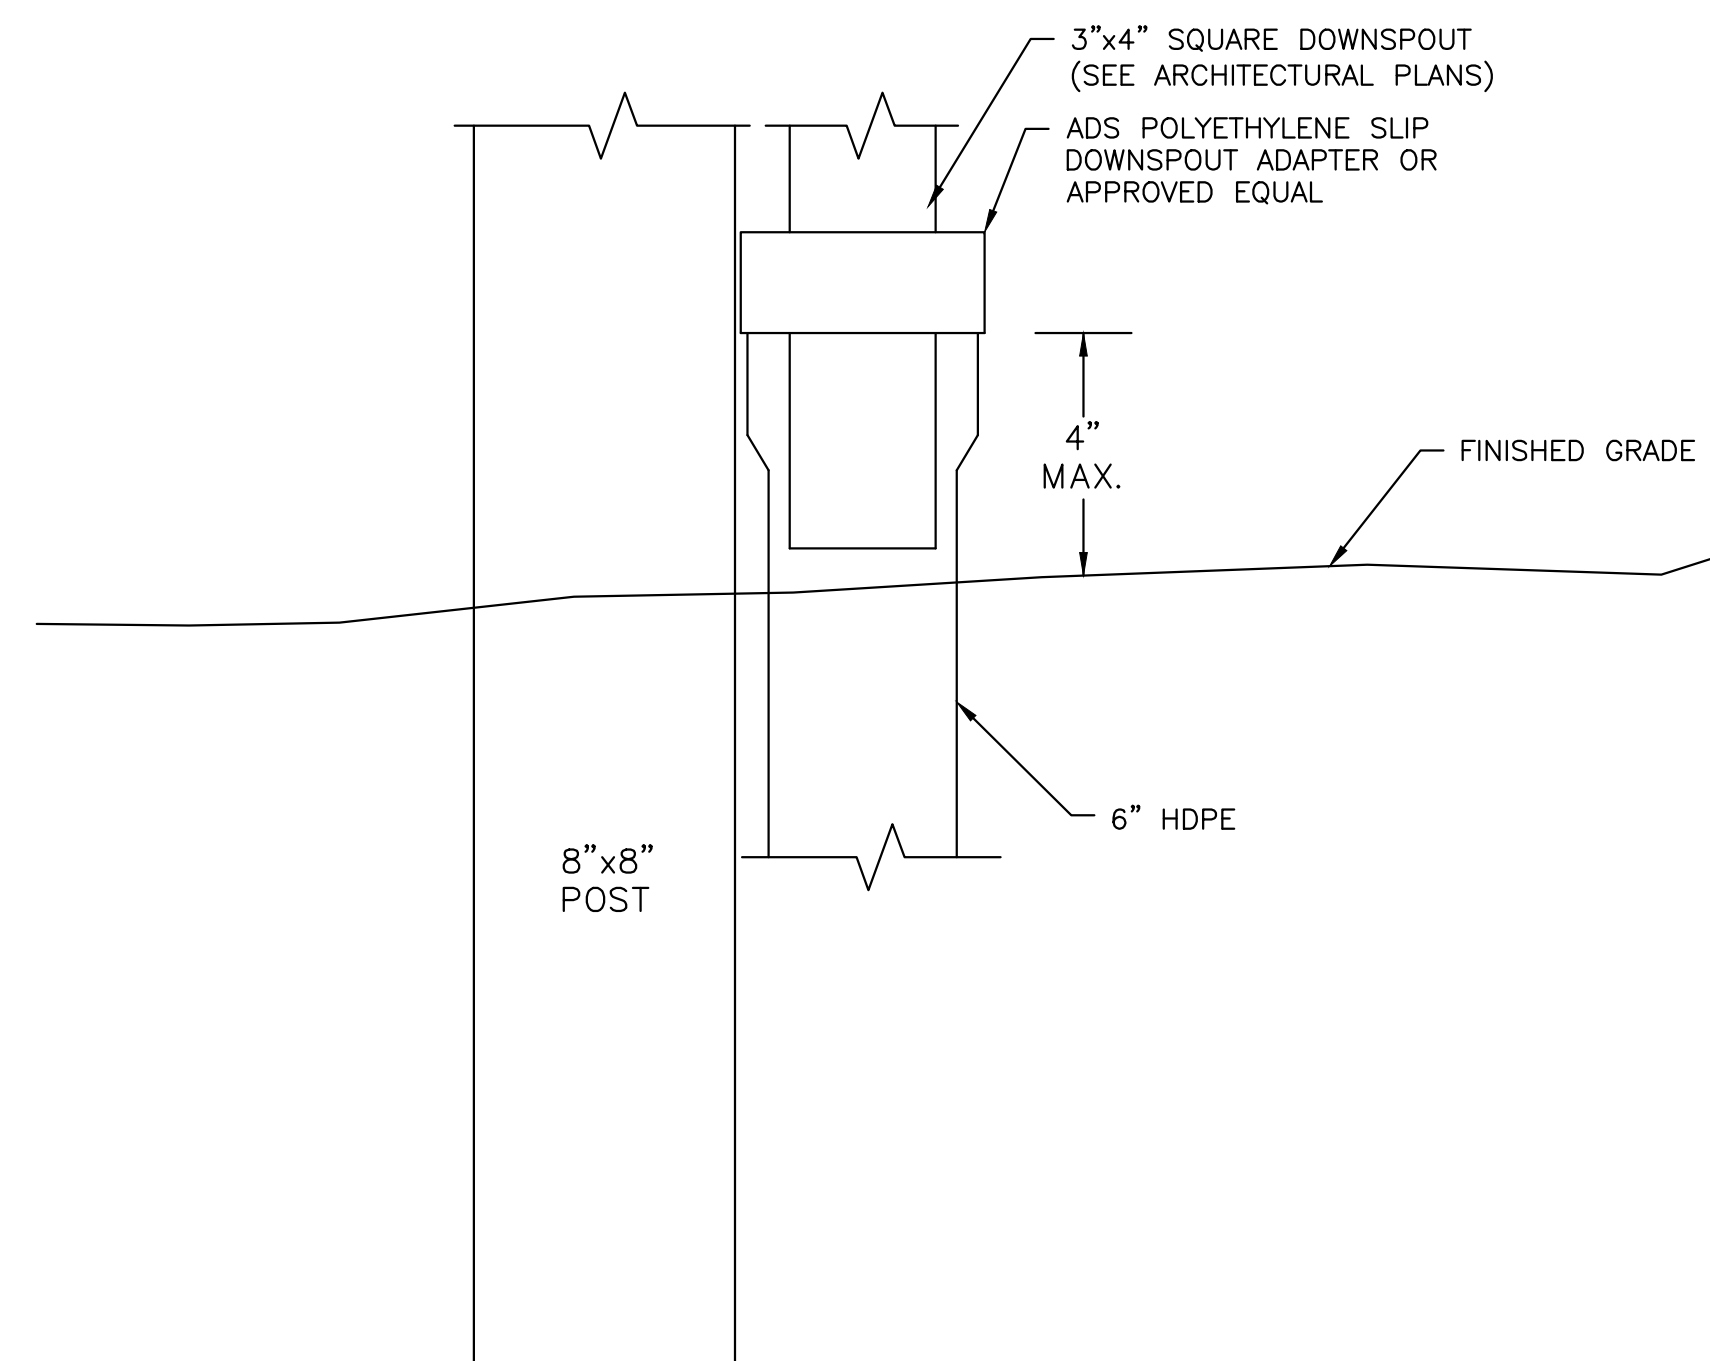 3”x4” SQUARE DOWNSPOUT
(SEE ARCHITECTURAL PLANS)
ADS POLYETHYLENE SLIP
DOWNSPOUT ADAPTER OR
APPROVED EQUAL
4”
MAX.
FINISHED GRADE
6” HDPE
8”x8”
POST